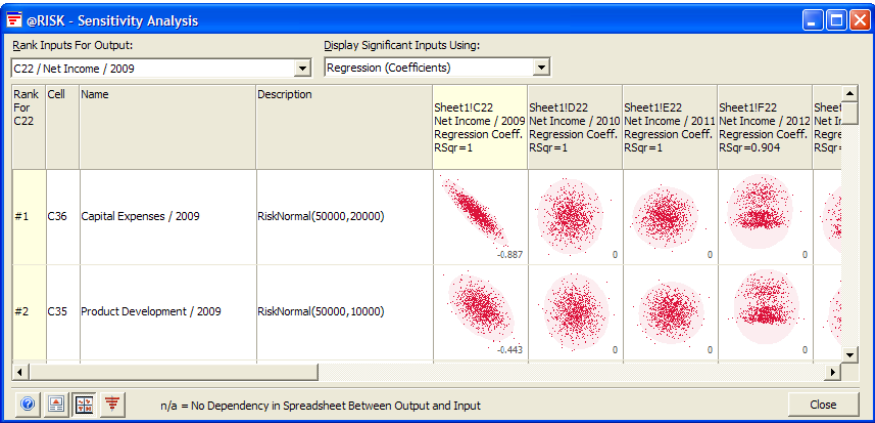 @RISK - Sensitivity Analysis
Rank Inputs For Output:
Display Significant Inputs Using:
C22 / Net Income / 2009
Regression (Coefficients)
Rank For C22
Cell
Name
Description
Sheet1!C22
Net Income / 2009
Regression Coeff.
RSqr=1
Sheet1!D22
Net Income / 2010
Regression Coeff.
RSqr=1
Sheet1!E22
Net Income / 2011
Regression Coeff.
RSqr=1
Sheet1!F22
Net Income / 2012
Regression Coeff.
RSqr=0.904
Sheet
Net In
Regre
RSqr
#1
C36
Capital Expenses / 2009
RiskNormal(50000,20000)
-0.887
0
0
0
#2
C35
Product Development / 2009
RiskNormal(50000,10000)
-0.443
0
0
0
n/a = No Dependency in Spreadsheet Between Output and Input
Close